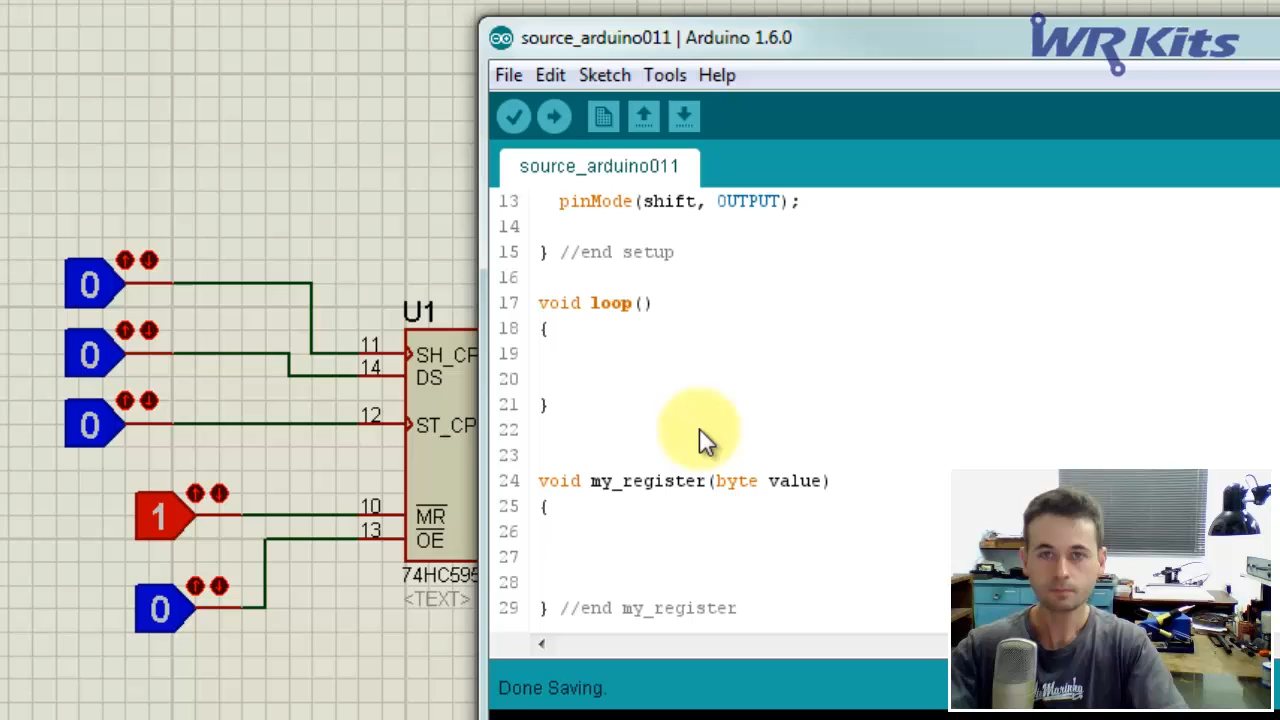 WR Kits
source_arduino011 | Arduino 1.6.0
File Edit Sketch Tools Help
source_arduino011
13 pinMode(shift, OUTPUT);
14
15 } //end setup
16
17 void loop()
18 {
19
20
21 }
22
23
24 void my_register(byte value)
25 {
26
27
28
29 } //end my_register
Done Saving.
0
0
0
1
0
U1
11 SH_CP
14 DS
12 ST_CP
10 MR
13 OE
74HC595
<TEXT>